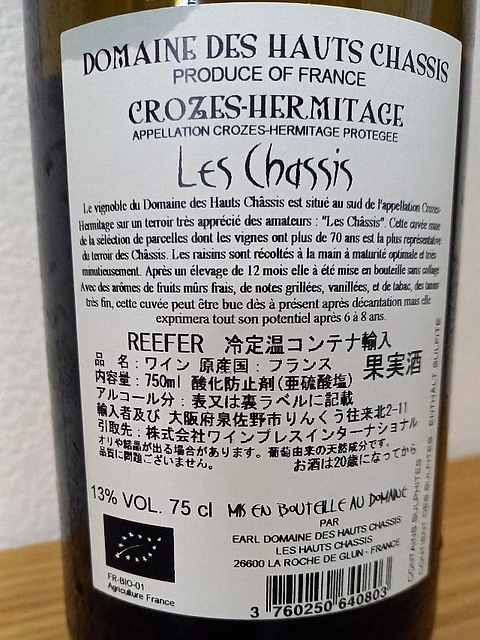 DOMAINE DES HAUTS CHASSIS
PRODUCE OF FRANCE
CROZES-HERMITAGE
APPELLATION CROZES-HERMITAGE PROTEGEE
Les Chassis
Le vignoble du Domaine des Hauts Châssis est situé au sud de l'appellation Crozes-
Hermitage sur un terroir très apprécié des amateurs : "Les Châssis". Cette cuvée issue
de la séléction de parcelles dont les vignes ont plus de 70 ans est la plus représentative
du terroir des Châssis. Les raisins sont récoltés à la main à maturité optimale et triés
minutieusement. Après un élevage de 12 mois elle à été mise en bouteille sans collage
Avec des arômes de fruits mûrs frais, de notes grillées, vanillées, et de tabac, des tannins
très fin, cette cuvée peut être bue dès à présent après décantation mais elle
exprimera tout son potentiel après 6 à 8 ans.
REEFER 冷定温コンテナ輸入
品 名：ワイン 原産国：フランス 果実酒
内容量：750ml 酸化防止剤(亜硫酸塩)
アルコール分：表又は裏ラベルに記載
輸入者及び 大阪府泉佐野市りんくう往来北2-11
引取先：株式会社ワインプレスインターナショナル
オリや結晶が出る場合があります。葡萄由来の天然成分です。
品質に問題ございません。 お酒は20歳になってから
13% VOL. 75 cl MIS EN BOUTEILLE AU DOMAINE
PAR
EARL DOMAINE DES HAUTS CHASSIS
LES HAUTS CHASSIS
26600 LA ROCHE DE GLUN - FRANCE
FR-BIO-01
Agriculture France
3 760250 640803
CONTAINS SULPHITES - ENTHALT SULFITE
CONTIENT DES SULFITES